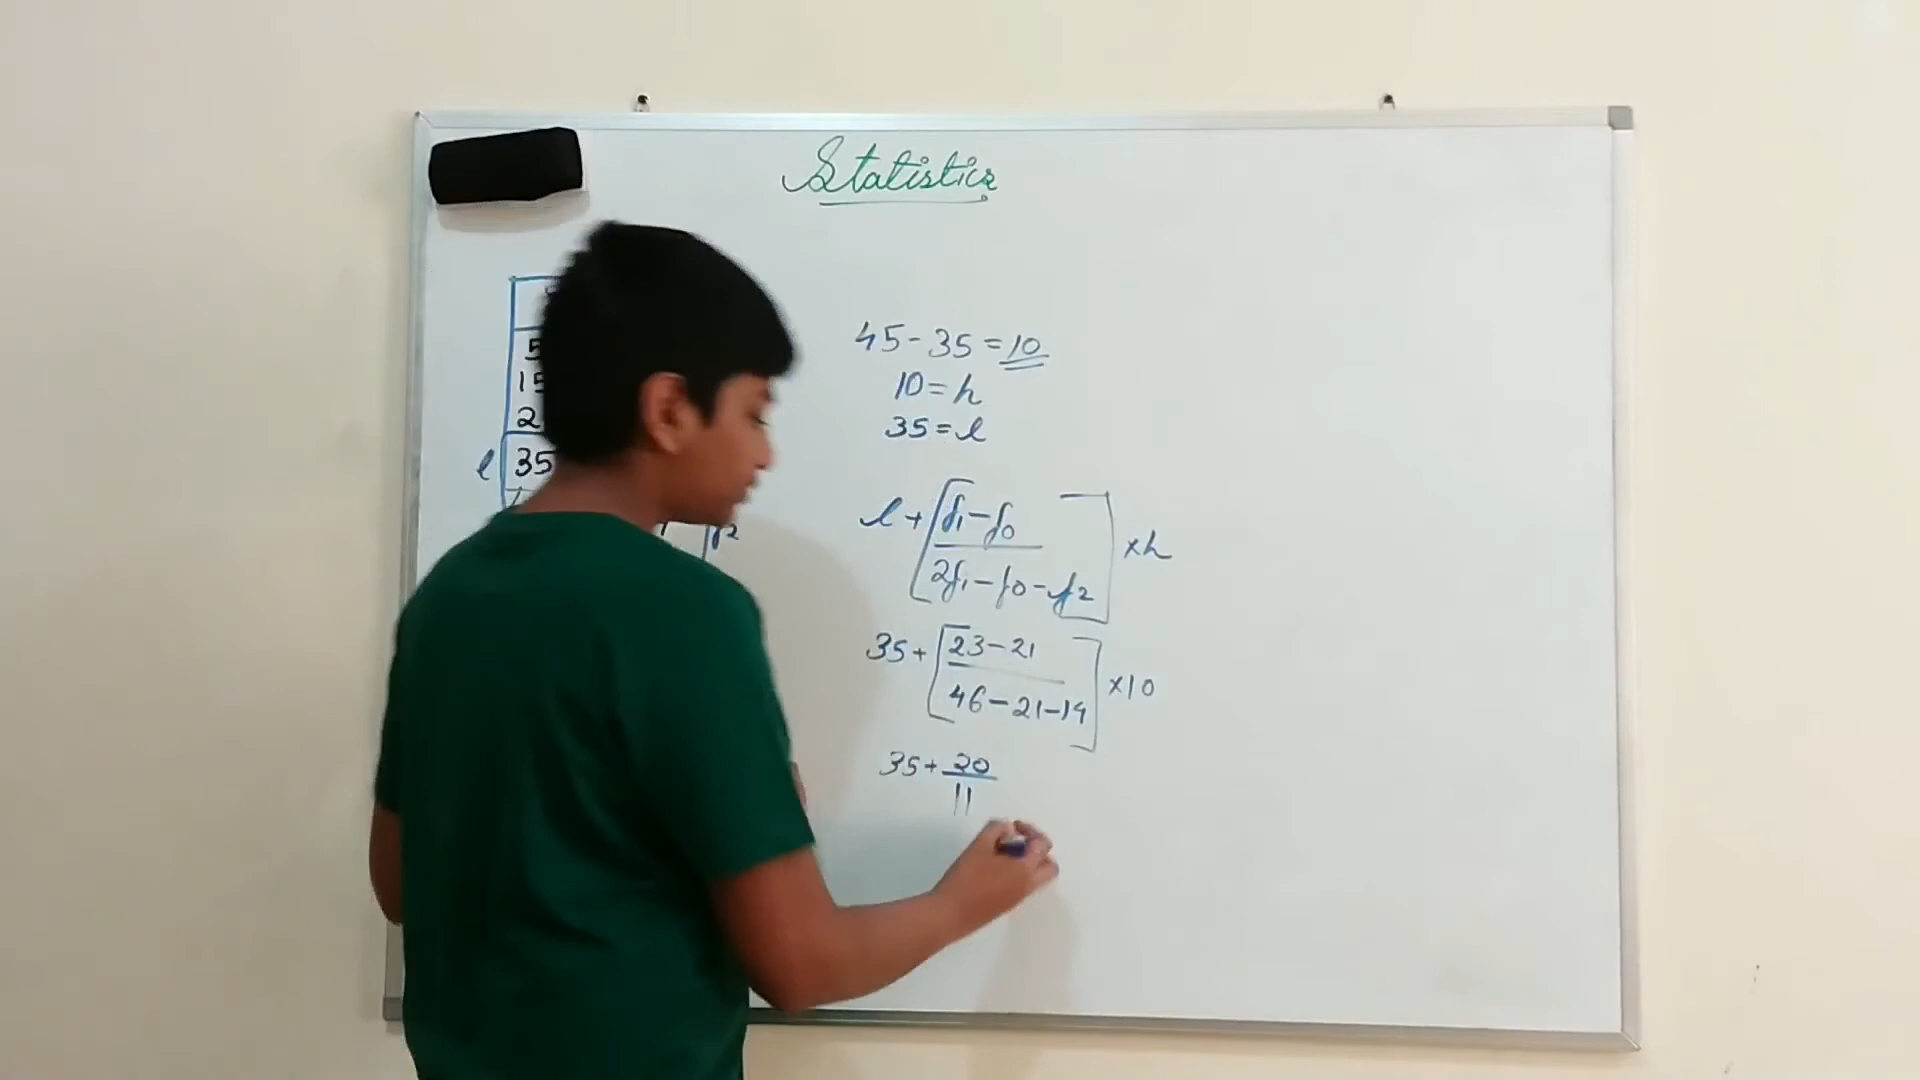 Statistics
5
15
2
l 35
f2
45-35=10
10=h
35=l
l+[f1-f0/2f1-f0-f2]×h
35+[23-21/46-21-14]×10
35+20/11